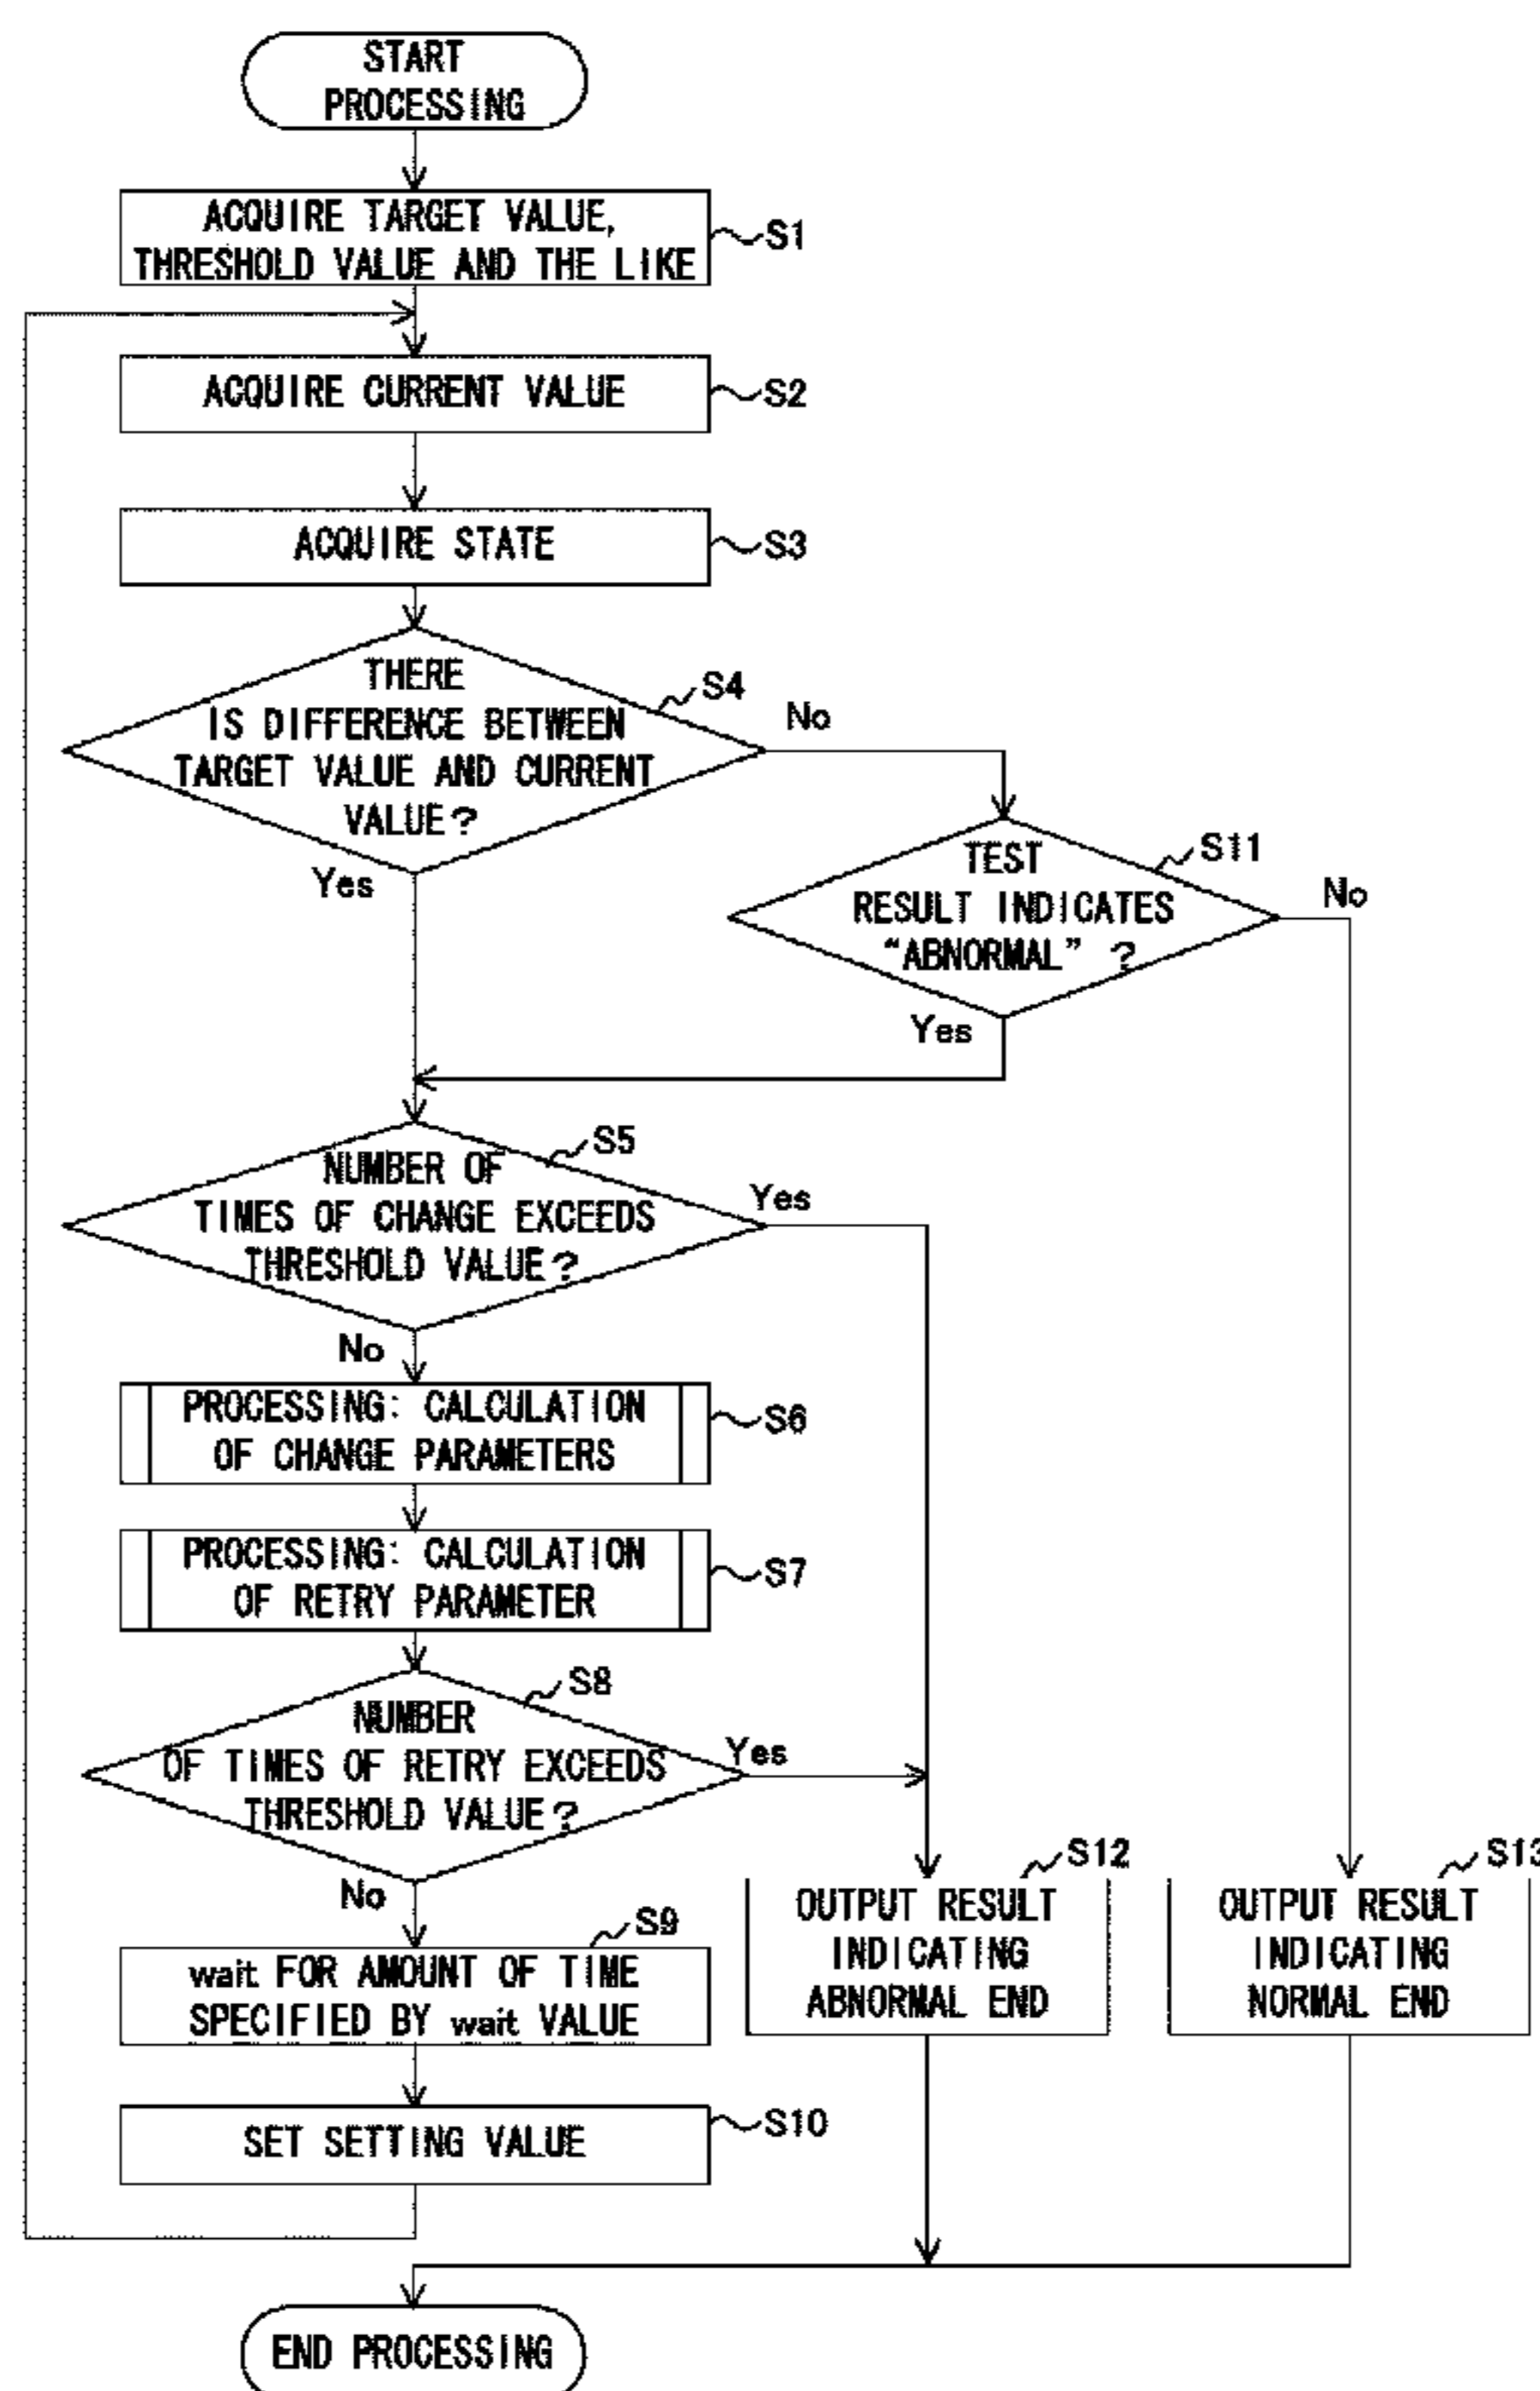 START
PROCESSING
ACQUIRE TARGET VALUE,
THRESHOLD VALUE AND THE LIKE
S1
ACQUIRE CURRENT VALUE
S2
ACQUIRE STATE
S3
THERE
IS DIFFERENCE BETWEEN
TARGET VALUE AND CURRENT
VALUE?
S4
No
Yes
TEST
RESULT INDICATES
“ABNORMAL” ?
S11
No
Yes
NUMBER OF
TIMES OF CHANGE EXCEEDS
THRESHOLD VALUE?
S5
Yes
No
PROCESSING: CALCULATION
OF CHANGE PARAMETERS
S6
PROCESSING: CALCULATION
OF RETRY PARAMETER
S7
NUMBER
OF TIMES OF RETRY EXCEEDS
THRESHOLD VALUE?
S8
Yes
No
wait FOR AMOUNT OF TIME
SPECIFIED BY wait VALUE
S9
SET SETTING VALUE
S10
OUTPUT RESULT
INDICATING
ABNORMAL END
S12
OUTPUT RESULT
INDICATING
NORMAL END
S13
END PROCESSING